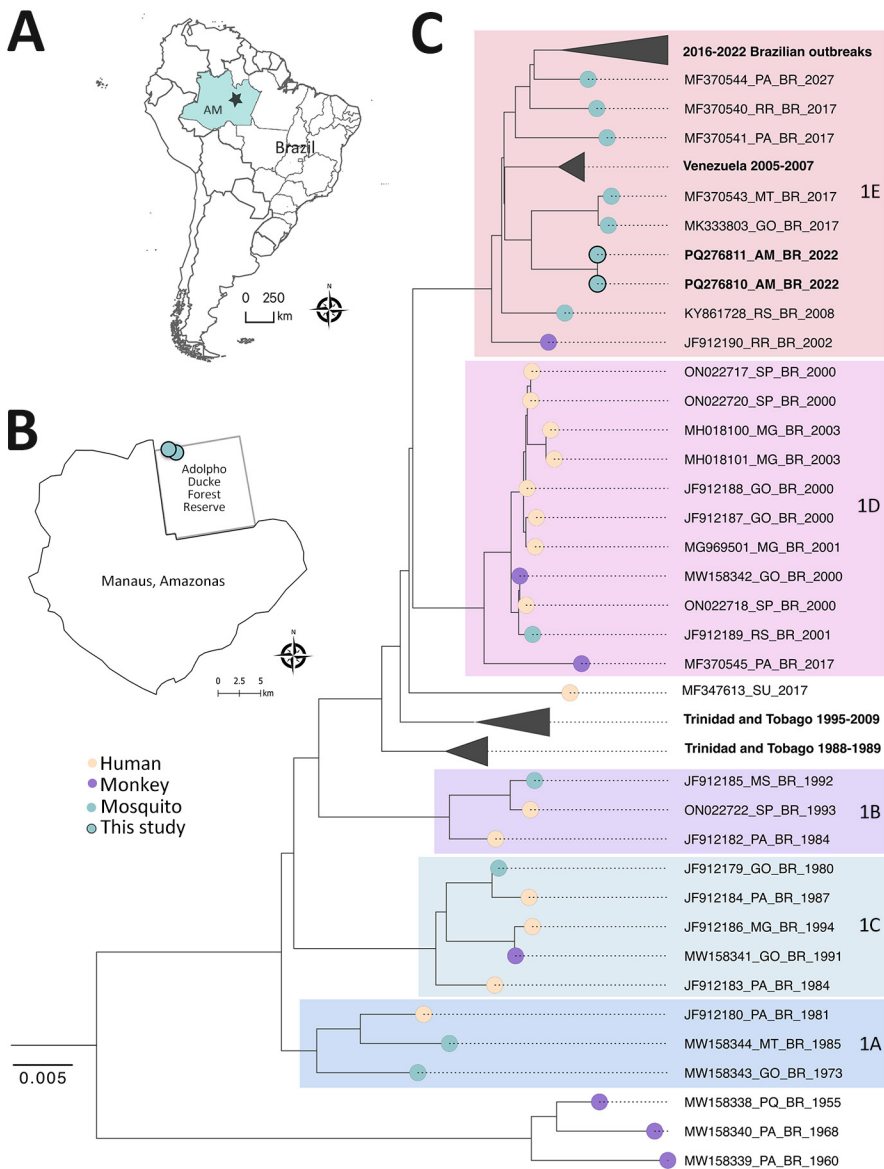 A
AM
Brazil
0 250
km
N
B
Adolpho
Ducke
Forest
Reserve
Manaus, Amazonas
N
0 2.5 5
km
Human
Monkey
Mosquito
This study
C
2016-2022 Brazilian outbreaks
MF370544_PA_BR_2027
MF370540_RR_BR_2017
MF370541_PA_BR_2017
Venezuela 2005-2007
MF370543_MT_BR_2017
1E
MK333803_GO_BR_2017
PQ276811_AM_BR_2022
PQ276810_AM_BR_2022
KY861728_RS_BR_2008
JF912190_RR_BR_2002
ON022717_SP_BR_2000
ON022720_SP_BR_2000
MH018100_MG_BR_2003
MH018101_MG_BR_2003
JF912188_GO_BR_2000
1D
JF912187_GO_BR_2000
MG969501_MG_BR_2001
MW158342_GO_BR_2000
ON022718_SP_BR_2000
JF912189_RS_BR_2001
MF370545_PA_BR_2017
MF347613_SU_2017
Trinidad and Tobago 1995-2009
Trinidad and Tobago 1988-1989
JF912185_MS_BR_1992
ON022722_SP_BR_1993
1B
JF912182_PA_BR_1984
JF912179_GO_BR_1980
JF912184_PA_BR_1987
JF912186_MG_BR_1994
1C
MW158341_GO_BR_1991
JF912183_PA_BR_1984
JF912180_PA_BR_1981
MW158344_MT_BR_1985
1A
MW158343_GO_BR_1973
MW158338_PQ_BR_1955
MW158340_PA_BR_1968
MW158339_PA_BR_1960
0.005